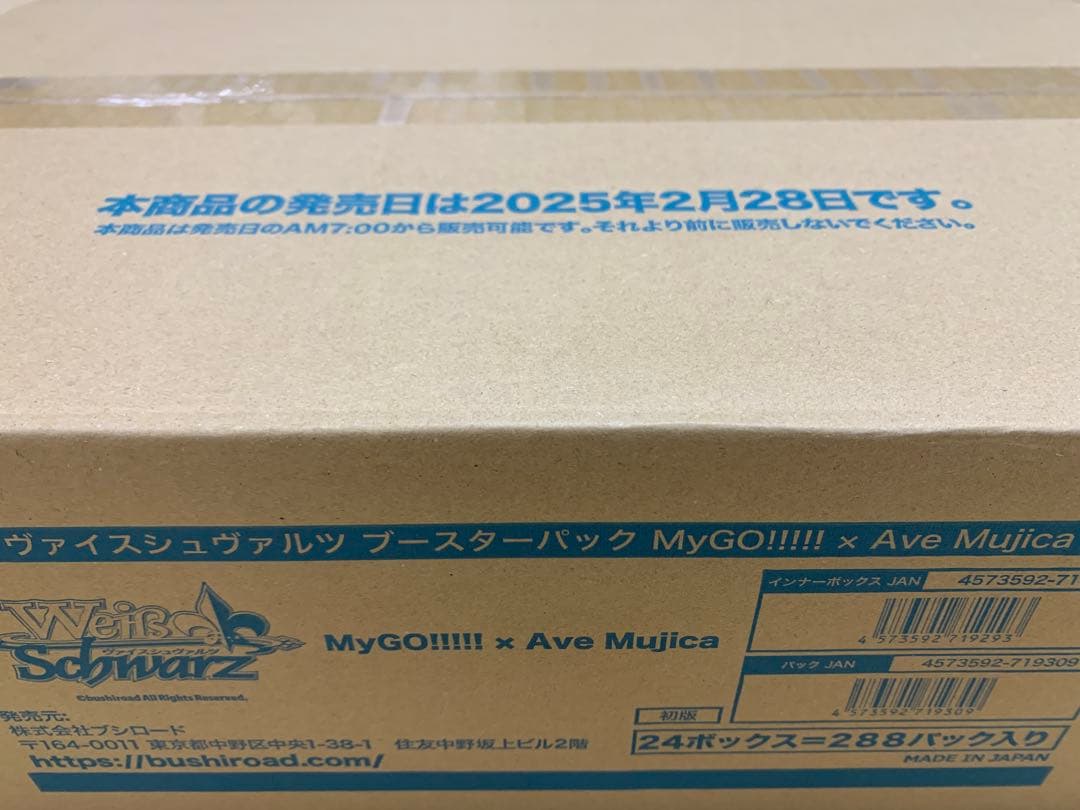 本商品の発売日は2025年2月28日です。
本商品は発売日のAM7:00から販売可能です。それより前に販売しないでください。
ヴァイスシュヴァルツ ブースターパック MyGO!!!!! × Ave Mujica
インナーボックス JAN 4573592-71
4 573592 719293
Weiß Schwarz
ヴァイスシュヴァルツ
©bushiroad All Rights Reserved.
MyGO!!!!! × Ave Mujica
パック JAN 4573592-719309
4 573592 719309
発売元:
株式会社ブシロード
〒164-0011 東京都中野区中央1-38-1 住友中野坂上ビル2階
https://bushiroad.com/
初版
24ボックス=288パック入り
MADE IN JAPAN